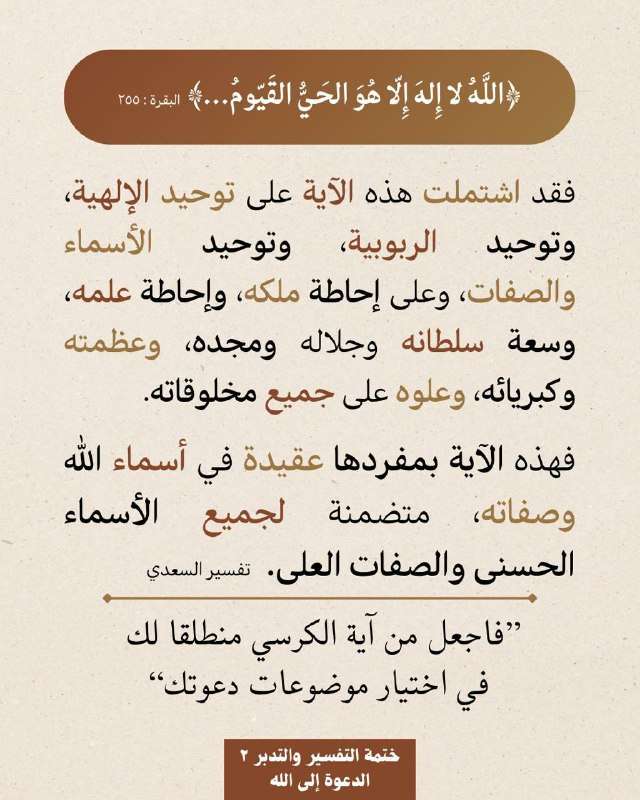 ﴿اللَّهُ لا إِلهَ إِلّا هُوَ الحَيُّ القَيّومُ...﴾ البقرة : ٢٥٥
فقد اشتملت هذه الآية على توحيد الإلهية،
وتوحيد الربوبية، وتوحيد الأسماء
والصفات، وعلى إحاطة ملكه، وإحاطة علمه،
وسعة سلطانه وجلاله ومجده، وعظمته
وكبريائه، وعلوه على جميع مخلوقاته.
فهذه الآية بمفردها عقيدة في أسماء الله
وصفاته، متضمنة لجميع الأسماء
الحسنى والصفات العلى. تفسير السعدي
”فاجعل من آية الكرسي منطلقا لك
في اختيار موضوعات دعوتك“
ختمة التفسير والتدبر ٢
الدعوة إلى الله